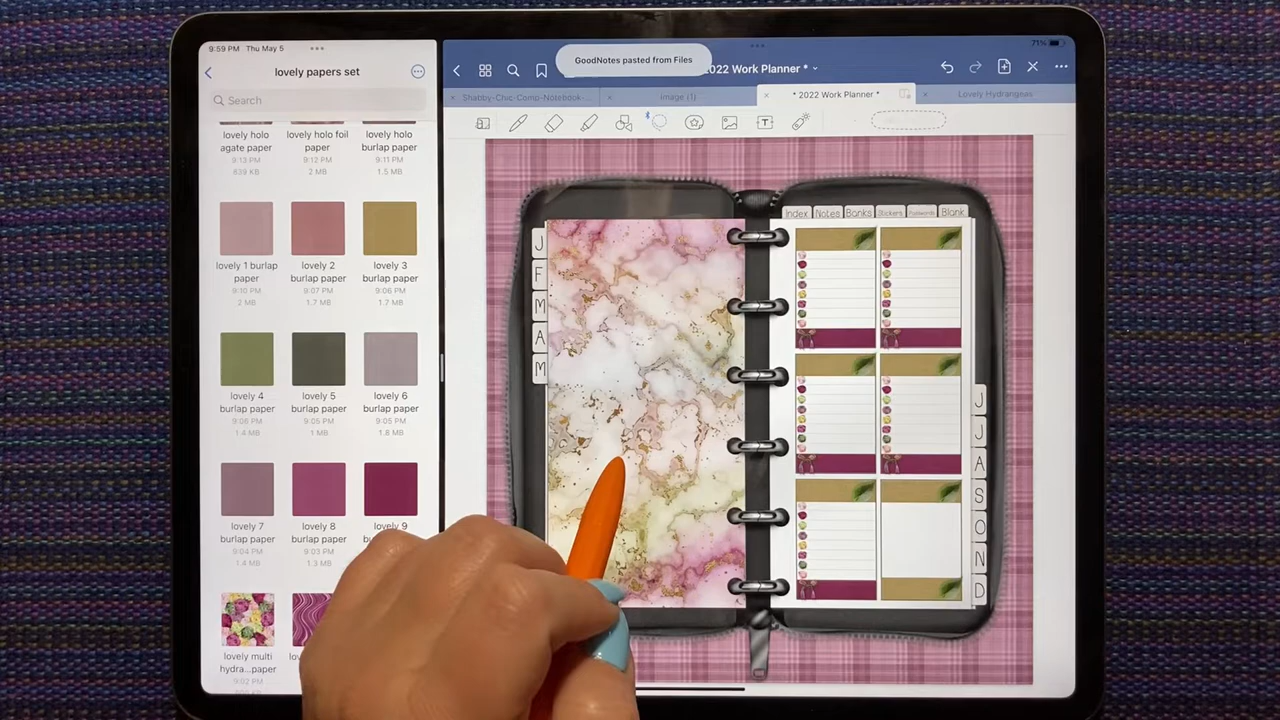 9:59 PM Thu May 5
lovely papers set
Search
lovely holo
agate paper
9:13 PM
839 KB
lovely holo foil
paper
9:12 PM
2 MB
lovely holo
burlap paper
9:11 PM
1.5 MB
lovely 1 burlap
paper
9:10 PM
2 MB
lovely 2
burlap paper
9:07 PM
1.7 MB
lovely 3
burlap paper
9:06 PM
1.7 MB
lovely 4
burlap paper
9:06 PM
1.4 MB
lovely 5
burlap paper
9:05 PM
1 MB
lovely 6
burlap paper
9:05 PM
1.8 MB
lovely 7
burlap paper
9:04 PM
1.4 MB
lovely 8
burlap paper
9:03 PM
1.3 MB
lovely 9
lovely multi
hydra...paper
9:02 PM
71%
GoodNotes pasted from Files
2022 Work Planner *
Shabby-Chic-Comp-Notebook-...
image (1)
* 2022 Work Planner *
Lovely Hydrangeas
T
Index
Notes
Banks
Stickers
Passwords
Blank
J
F
M
A
M
J
J
A
S
O
N
D